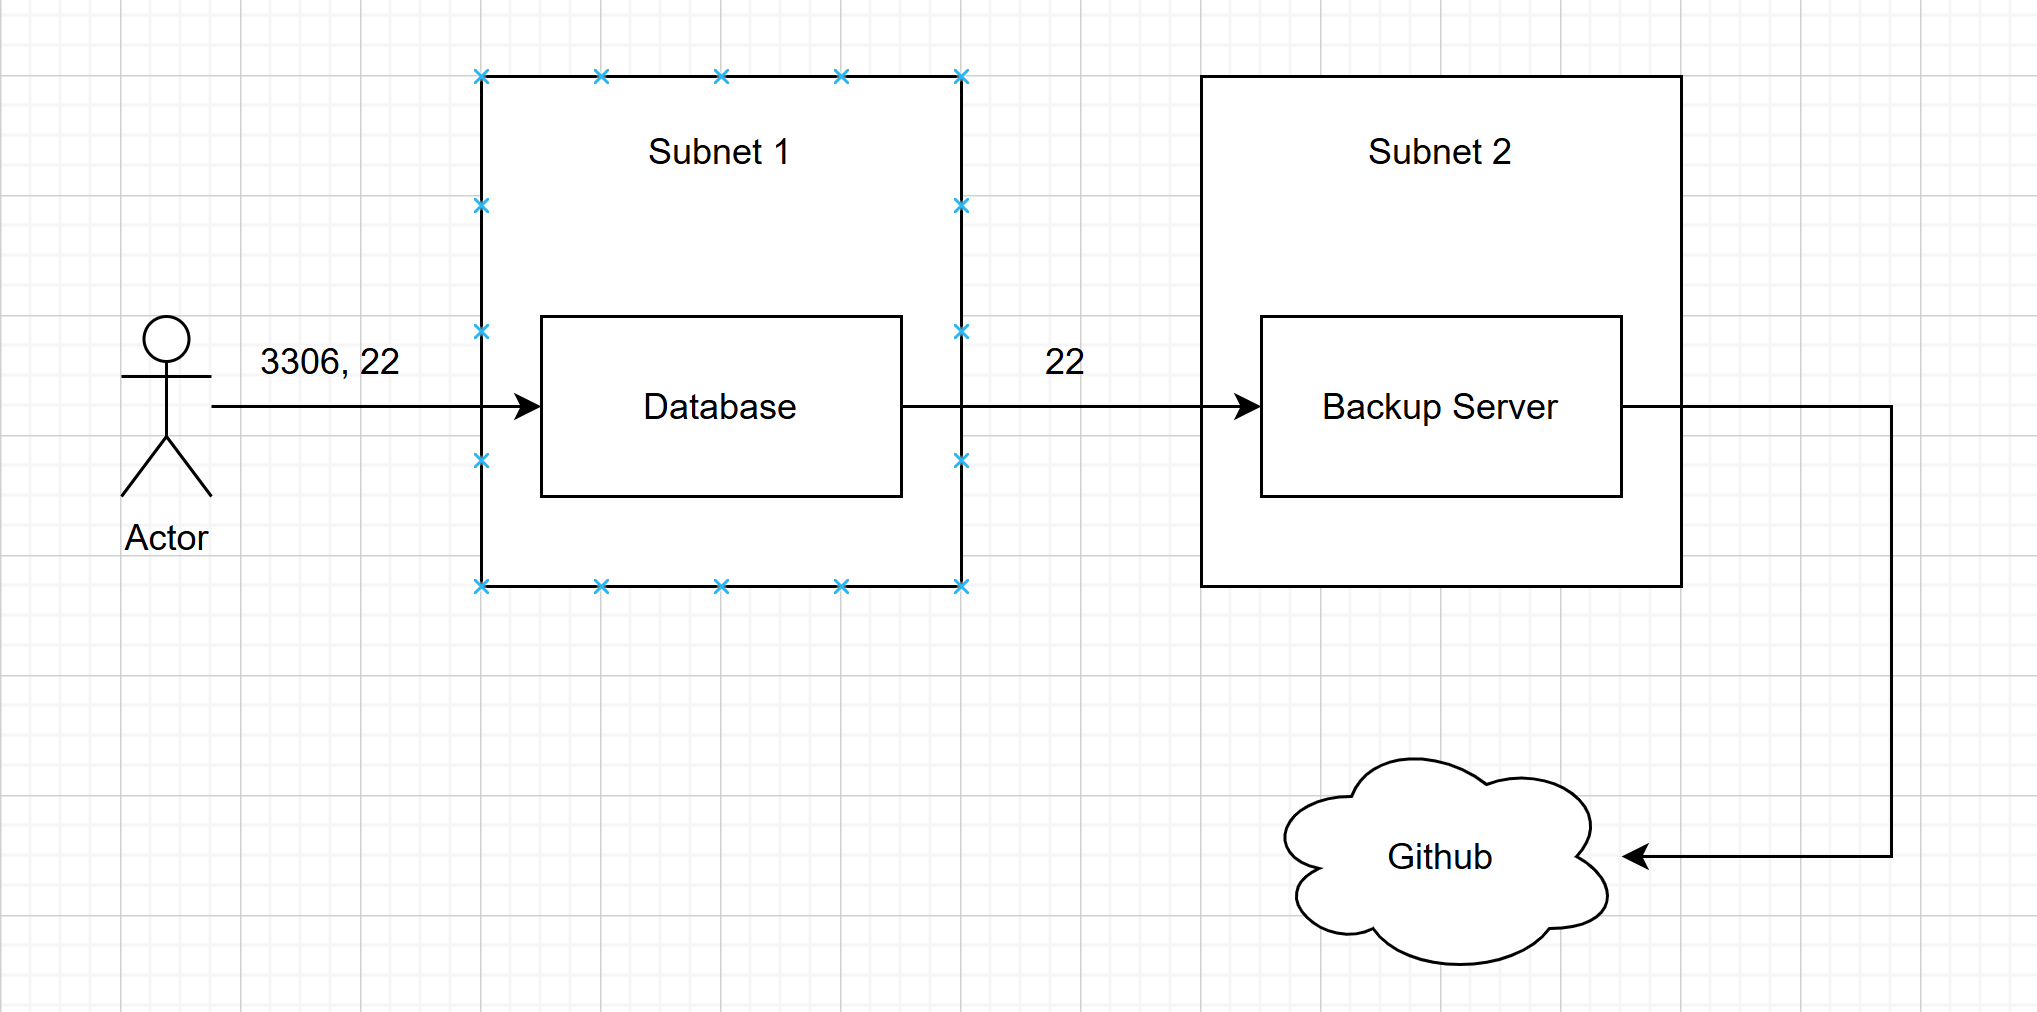 Subnet 1
Subnet 2
3306, 22
22
Database
Backup Server
Actor
Github